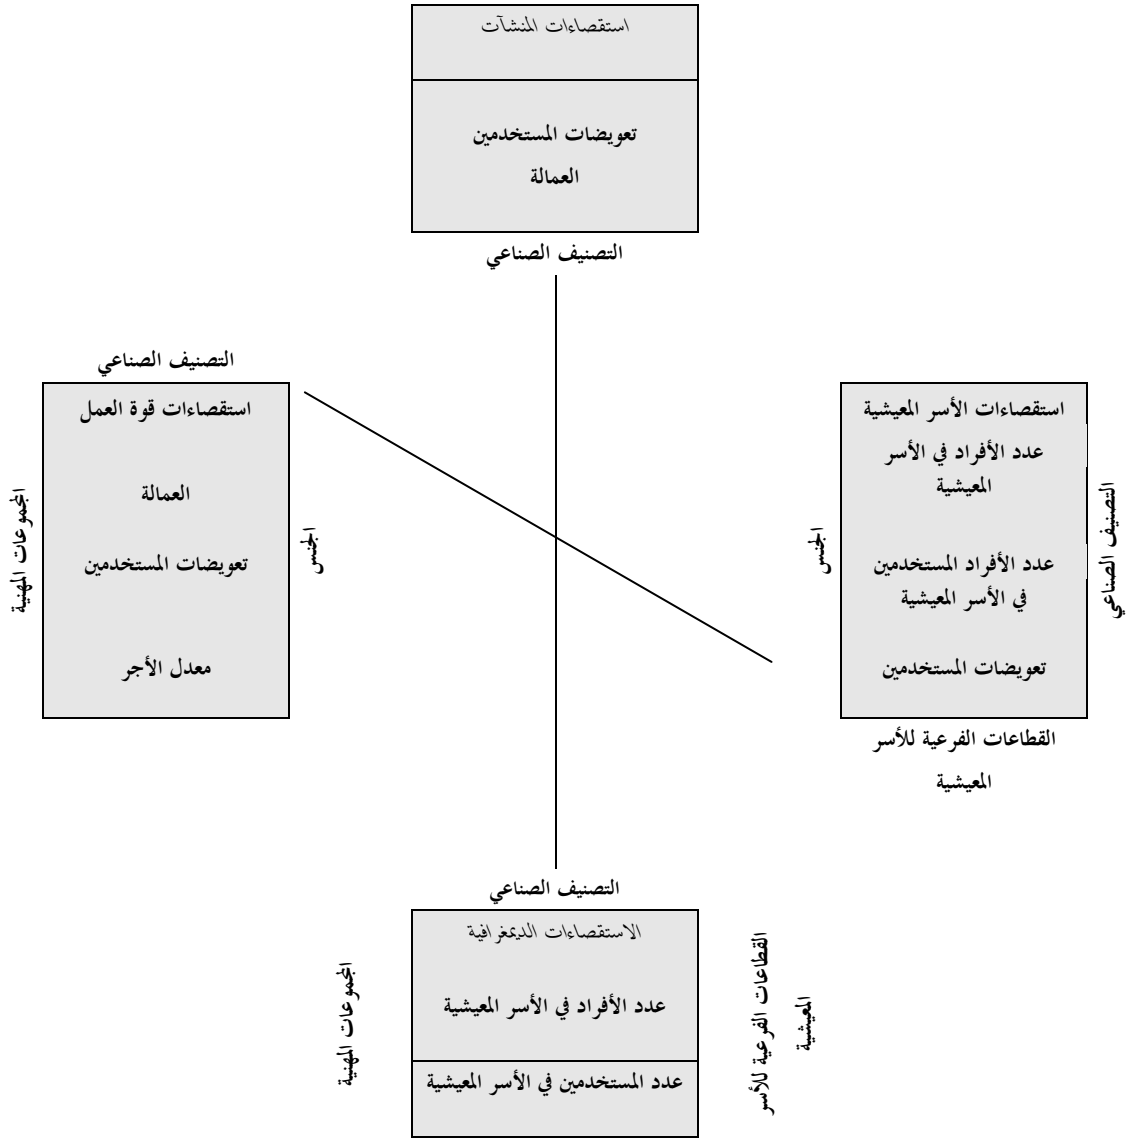 استقصاءات المنشآت
تعويضات المستخدمين
العمالة
التصنيف الصناعي
التصنيف الصناعي
استقصاءات قوة العمل
العمالة
تعويضات المستخدمين
معدل الأجر
المجموعات المهنية
الجنس
استقصاءات الأسر المعيشية
عدد الأفراد في الأسر
المعيشية
عدد الأفراد المستخدمين
في الأسر المعيشية
تعويضات المستخدمين
الجنس
التصنيف الصناعي
القطاعات الفرعية للأسر
المعيشية
التصنيف الصناعي
الاستقصاءات الديمغرافية
عدد الأفراد في الأسر المعيشية
عدد المستخدمين في الأسر المعيشية
المجموعات المهنية
القطاعات الفرعية للأسر
المعيشية